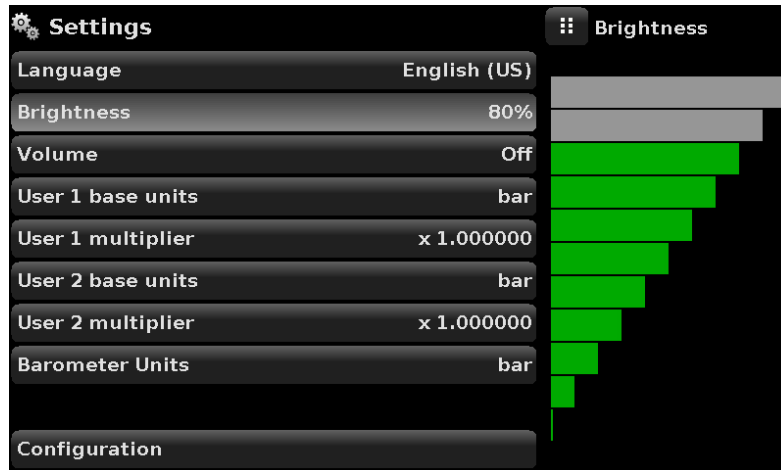 Settings
Brightness
Language English (US)
Brightness 80%
Volume Off
User 1 base units bar
User 1 multiplier x 1.000000
User 2 base units bar
User 2 multiplier x 1.000000
Barometer Units bar
Configuration